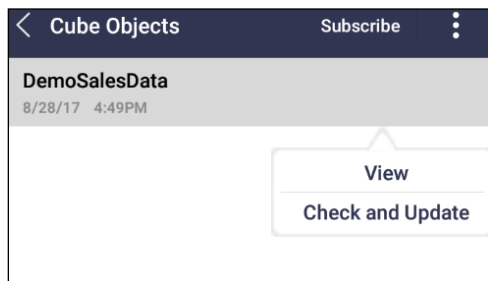 Cube Objects Subscribe
DemoSalesData
8/28/17 4:49PM
View
Check and Update